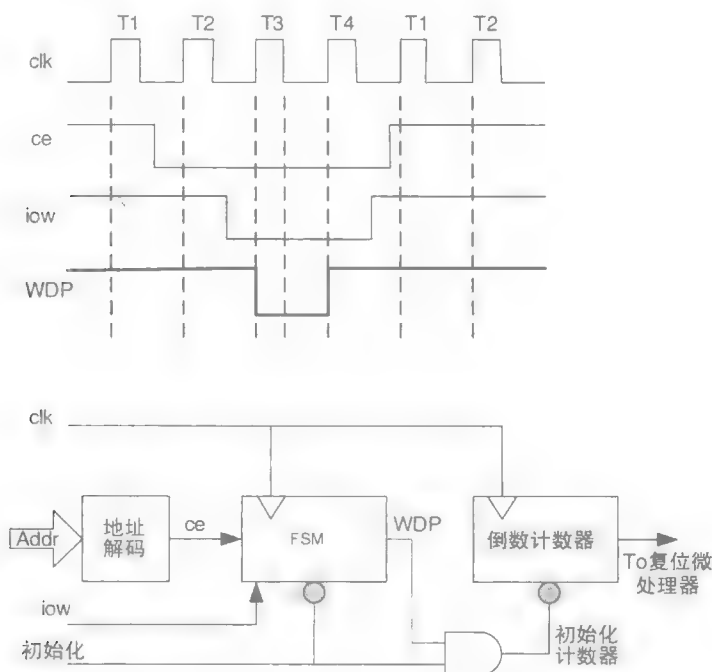 T1 T2 T3 T4 T1 T2
clk
ce
iow
WDP
clk
Addr
地址
解码
ce
FSM
WDP
倒数计数器
To复位微
处理器
iow
初始化
初始化
计数器